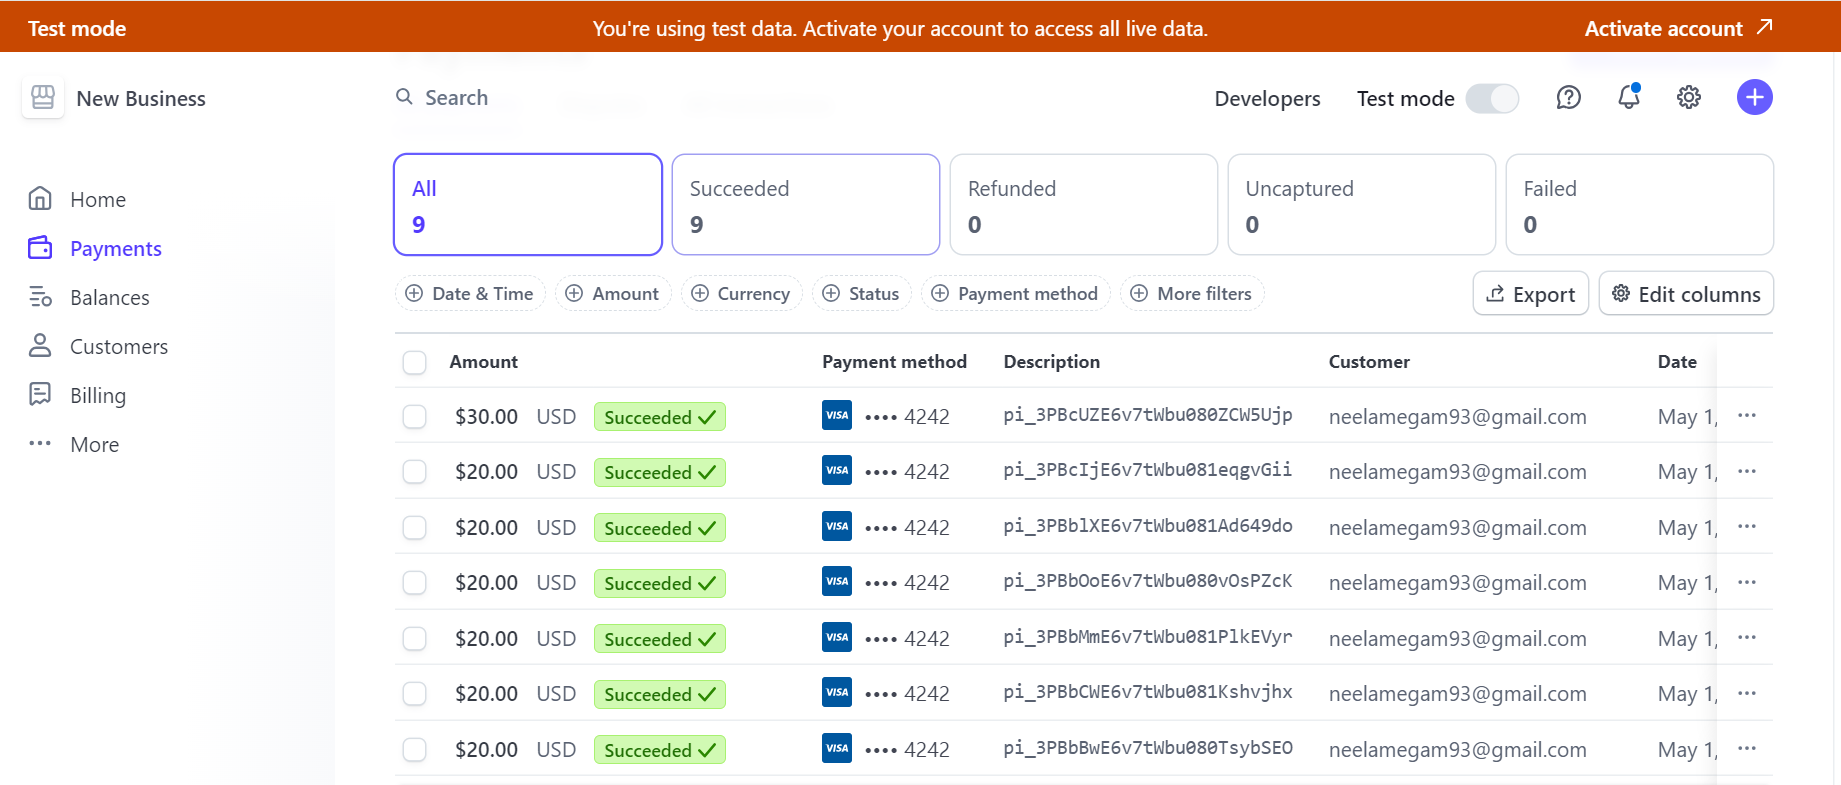 Test mode
You're using test data. Activate your account to access all live data.
Activate account
New Business
Search
Developers
Test mode
Home
Payments
Balances
Customers
Billing
More
All
9
Succeeded
9
Refunded
0
Uncaptured
0
Failed
0
Date & Time
Amount
Currency
Status
Payment method
More filters
Export
Edit columns
Amount Payment method Description Customer Date
$30.00 USD Succeeded VISA •••• 4242 pi_3PBcUZE6v7tWbu080ZCW5Ujp neelamegam93@gmail.com May 1,
$20.00 USD Succeeded VISA •••• 4242 pi_3PBcIjE6v7tWbu081eqgvGii neelamegam93@gmail.com May 1,
$20.00 USD Succeeded VISA •••• 4242 pi_3PBblXE6v7tWbu081Ad649do neelamegam93@gmail.com May 1,
$20.00 USD Succeeded VISA •••• 4242 pi_3PBbOoE6v7tWbu080vOsPZcK neelamegam93@gmail.com May 1,
$20.00 USD Succeeded VISA •••• 4242 pi_3PBbMmE6v7tWbu081PlkEVyr neelamegam93@gmail.com May 1,
$20.00 USD Succeeded VISA •••• 4242 pi_3PBbCWE6v7tWbu081Kshvjhx neelamegam93@gmail.com May 1,
$20.00 USD Succeeded VISA •••• 4242 pi_3PBbBwE6v7tWbu080TsybSEO neelamegam93@gmail.com May 1,